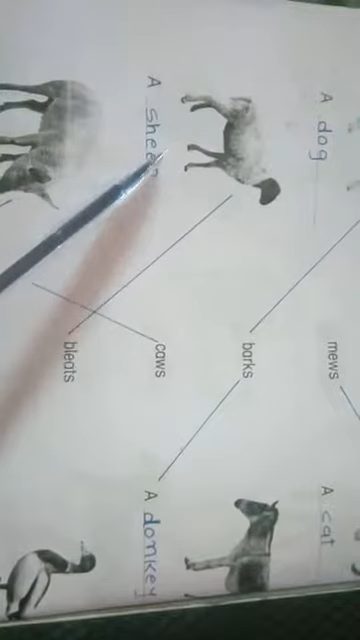 A cat
mews
A dog
barks
A donkey
caws
A sheep
bleats